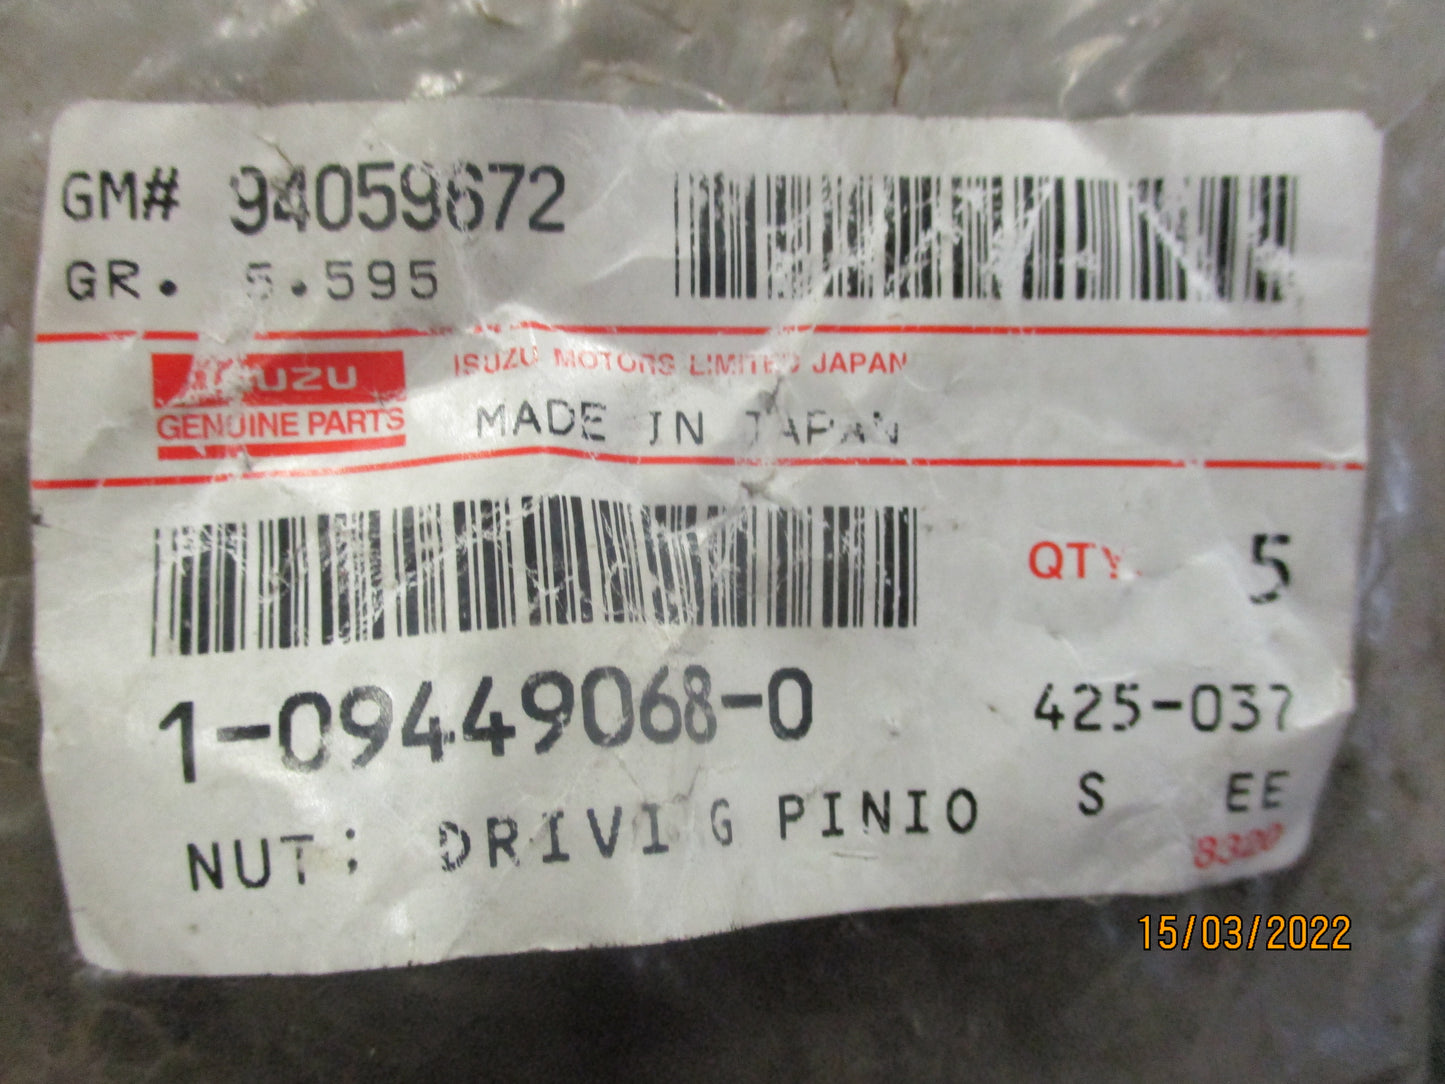 GM# 94059672
GR. 5.595
ISUZU
GENUINE PARTS
ISUZU MOTORS LIMITED JAPAN
MADE IN JAPAN
QTY. 5
1-09449068-0
425-037
NUT; DRIVI G PINIO
S EE
8320
15/03/2022